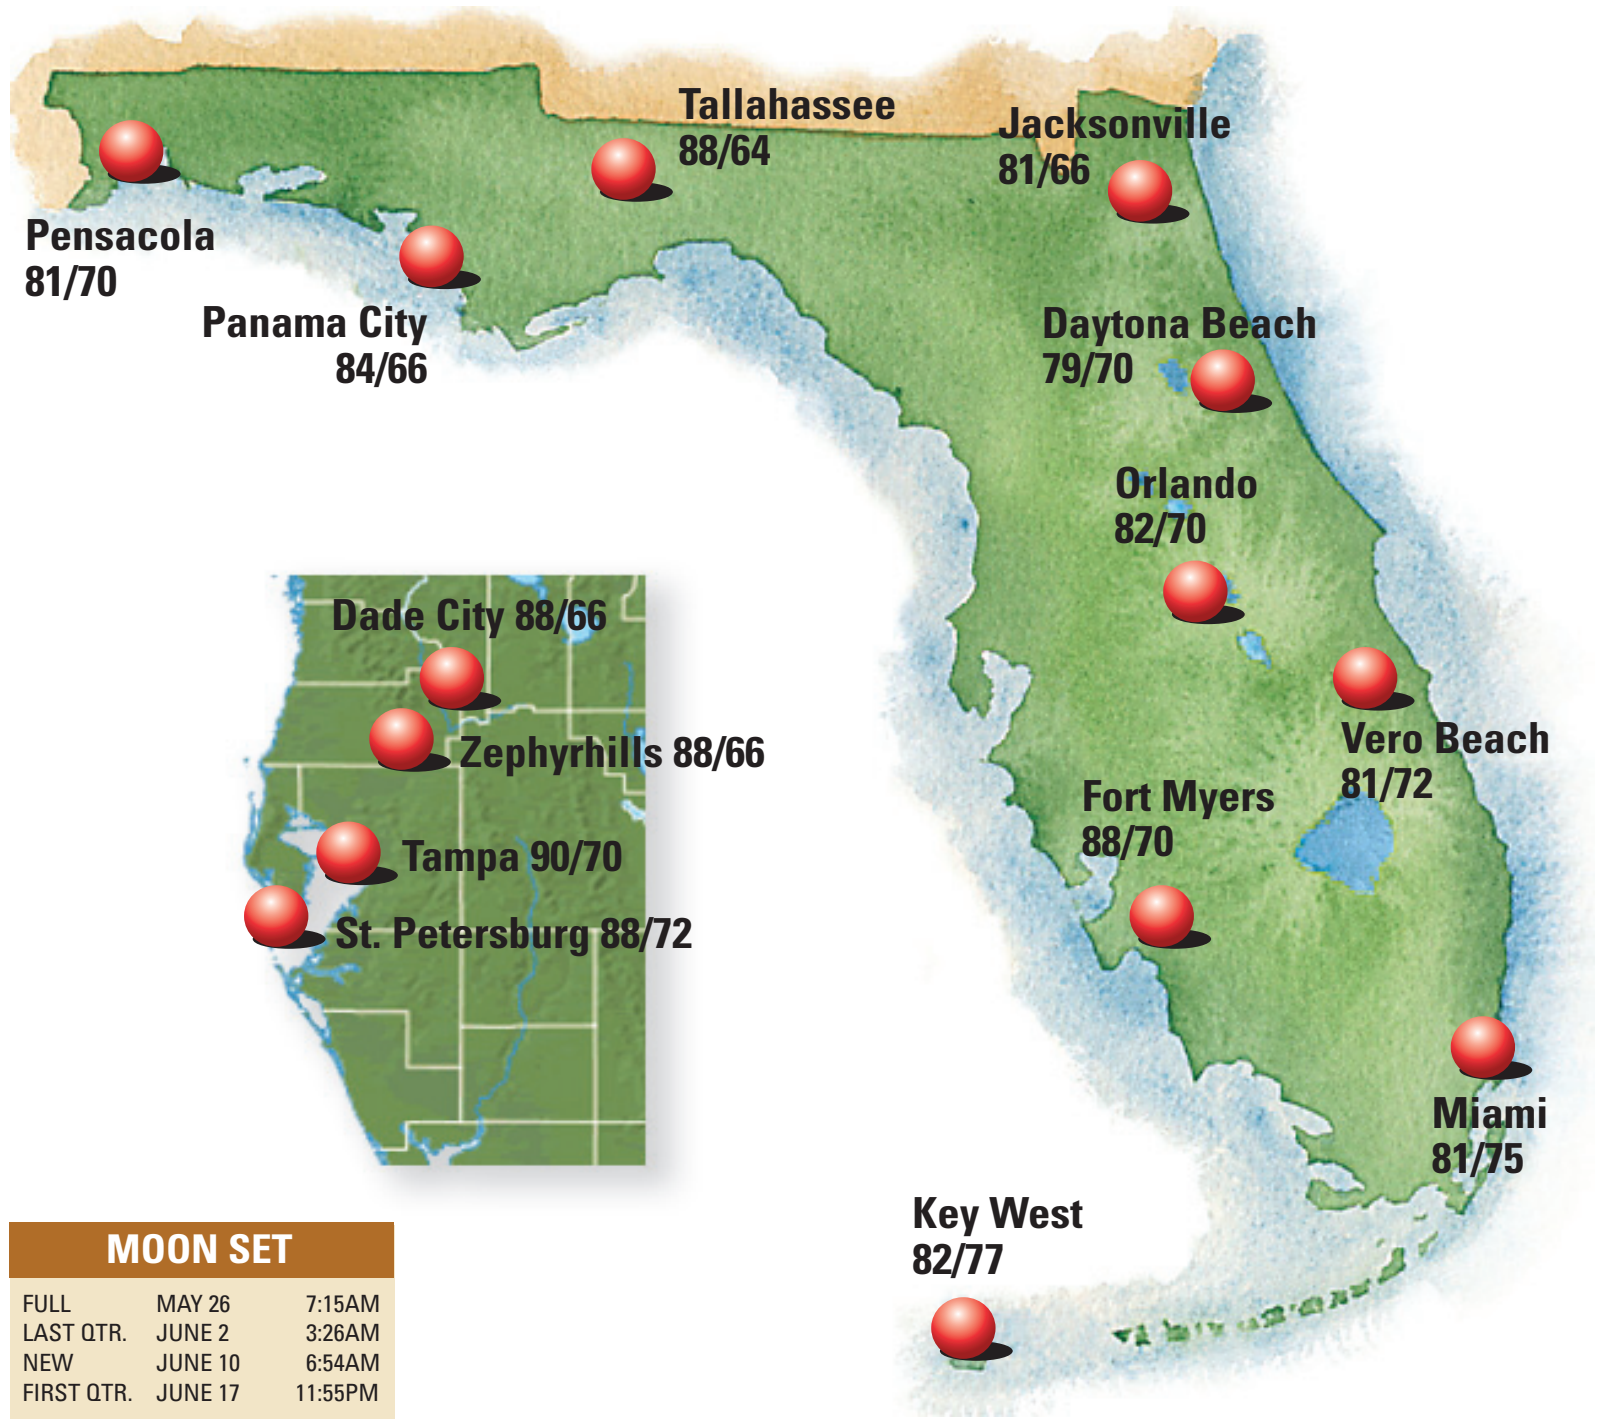 Tallahassee
88/64
Jacksonville
81/66
Pensacola
81/70
Panama City
84/66
Daytona Beach
79/70
Orlando
82/70
Dade City 88/66
Zephyrhills 88/66
Tampa 90/70
St. Petersburg 88/72
Vero Beach
81/72
Fort Myers
88/70
Miami
81/75
Key West
82/77
MOON SET
FULL MAY 26 7:15AM
LAST QTR. JUNE 2 3:26AM
NEW JUNE 10 6:54AM
FIRST QTR. JUNE 17 11:55PM